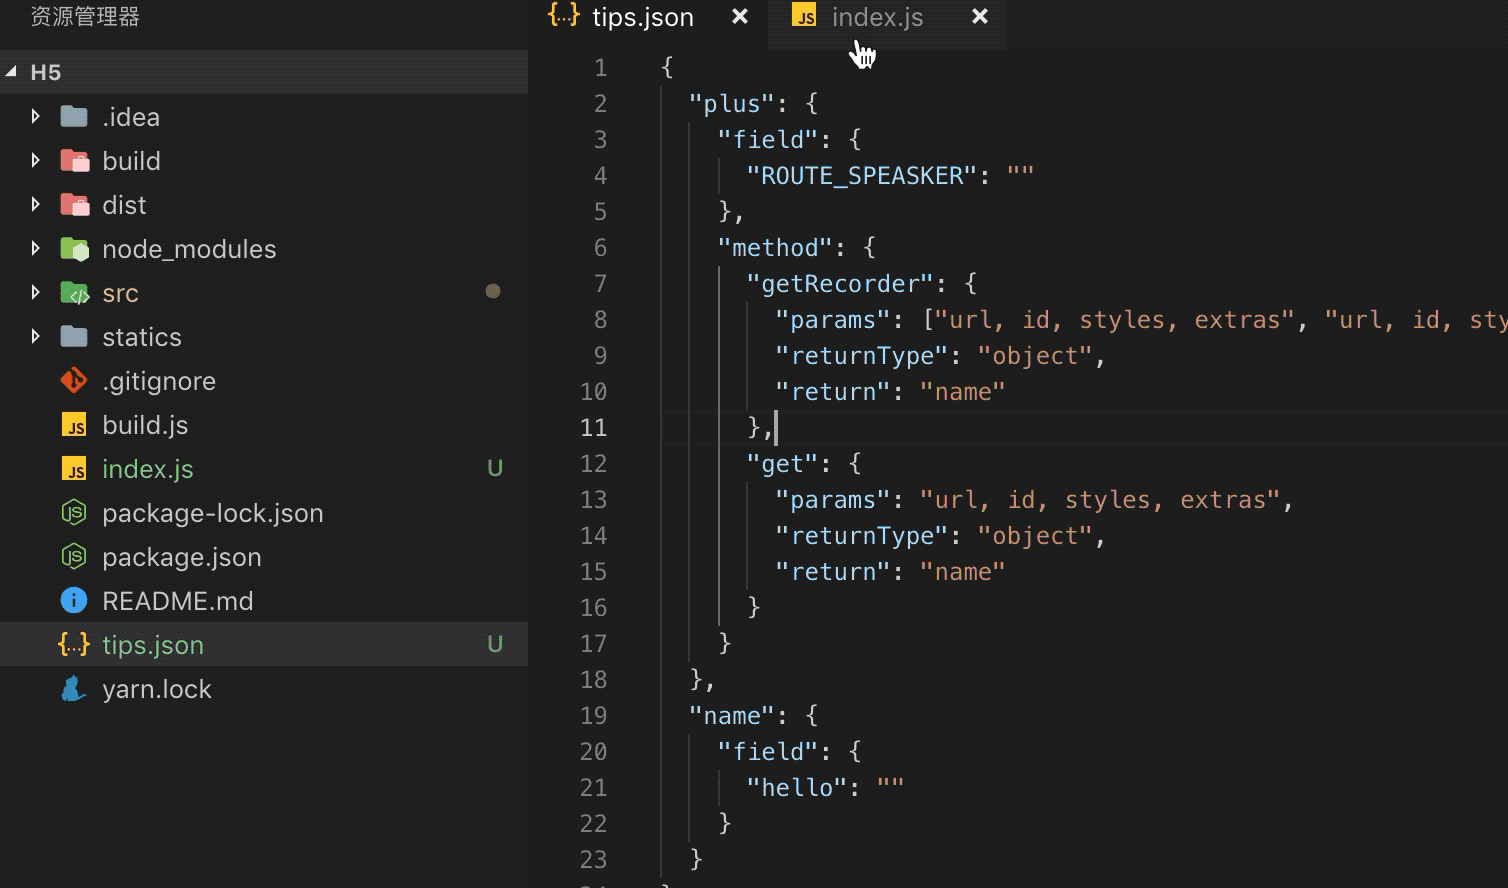 资源管理器
H5
.idea
build
dist
node_modules
src
statics
.gitignore
build.js
index.js U
package-lock.json
package.json
README.md
tips.json U
yarn.lock
tips.json × index.js ×
1 {
2 "plus": {
3 "field": {
4 "ROUTE_SPEASKER": ""
5 },
6 "method": {
7 "getRecorder": {
8 "params": ["url, id, styles, extras", "url, id, sty
9 "returnType": "object",
10 "return": "name"
11 },
12 "get": {
13 "params": "url, id, styles, extras",
14 "returnType": "object",
15 "return": "name"
16 }
17 }
18 },
19 "name": {
20 "field": {
21 "hello": ""
22 }
23 }